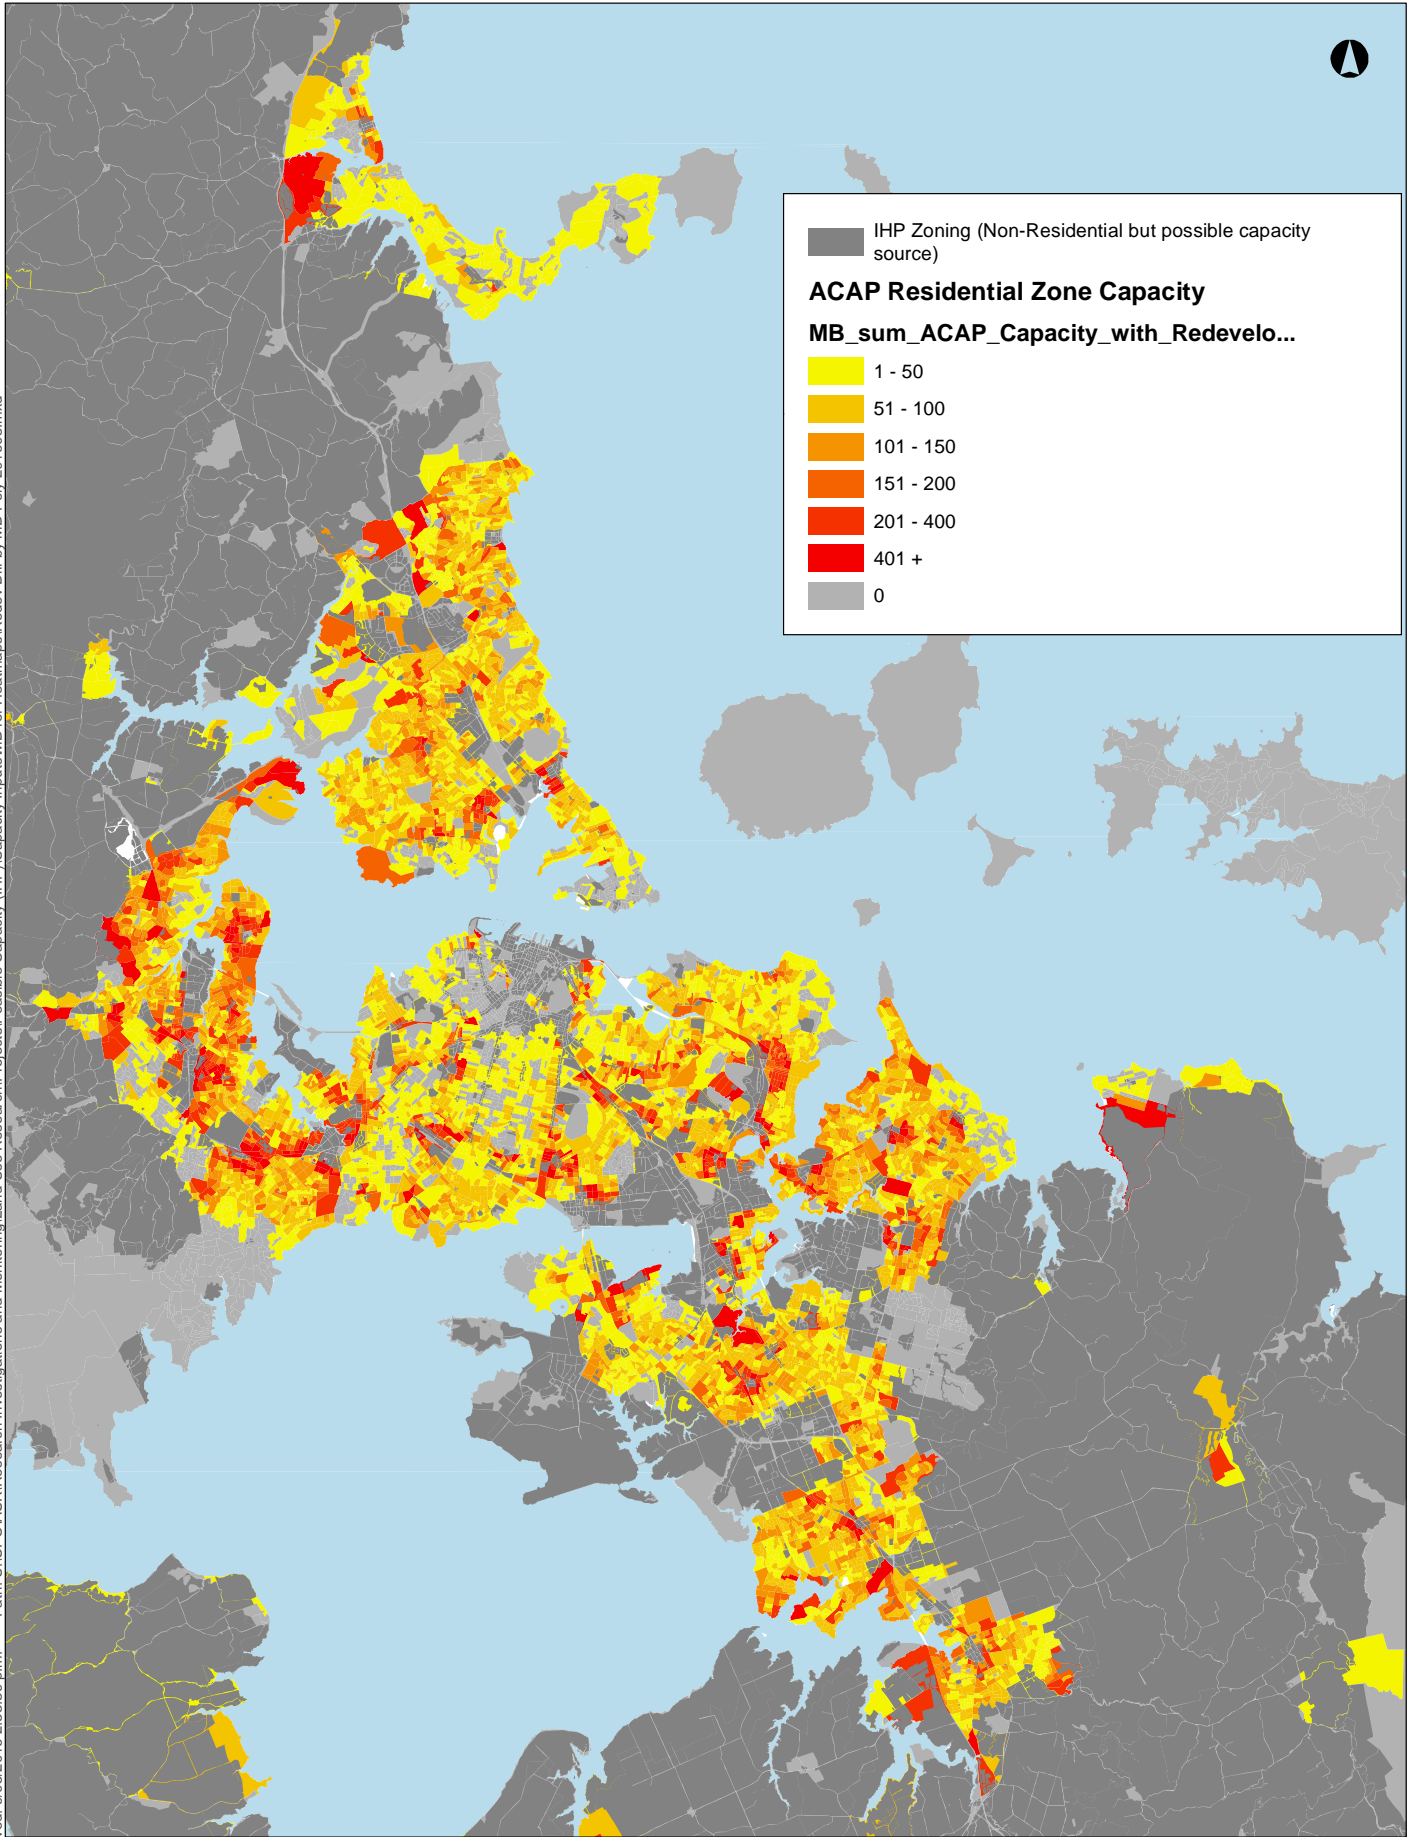 IHP Zoning (Non-Residential but possible capacity
source)
ACAP Residential Zone Capacity
MB_sum_ACAP_Capacity_with_Redevelo...
1 - 50
51 - 100
101 - 150
151 - 200
201 - 400
401 +
0